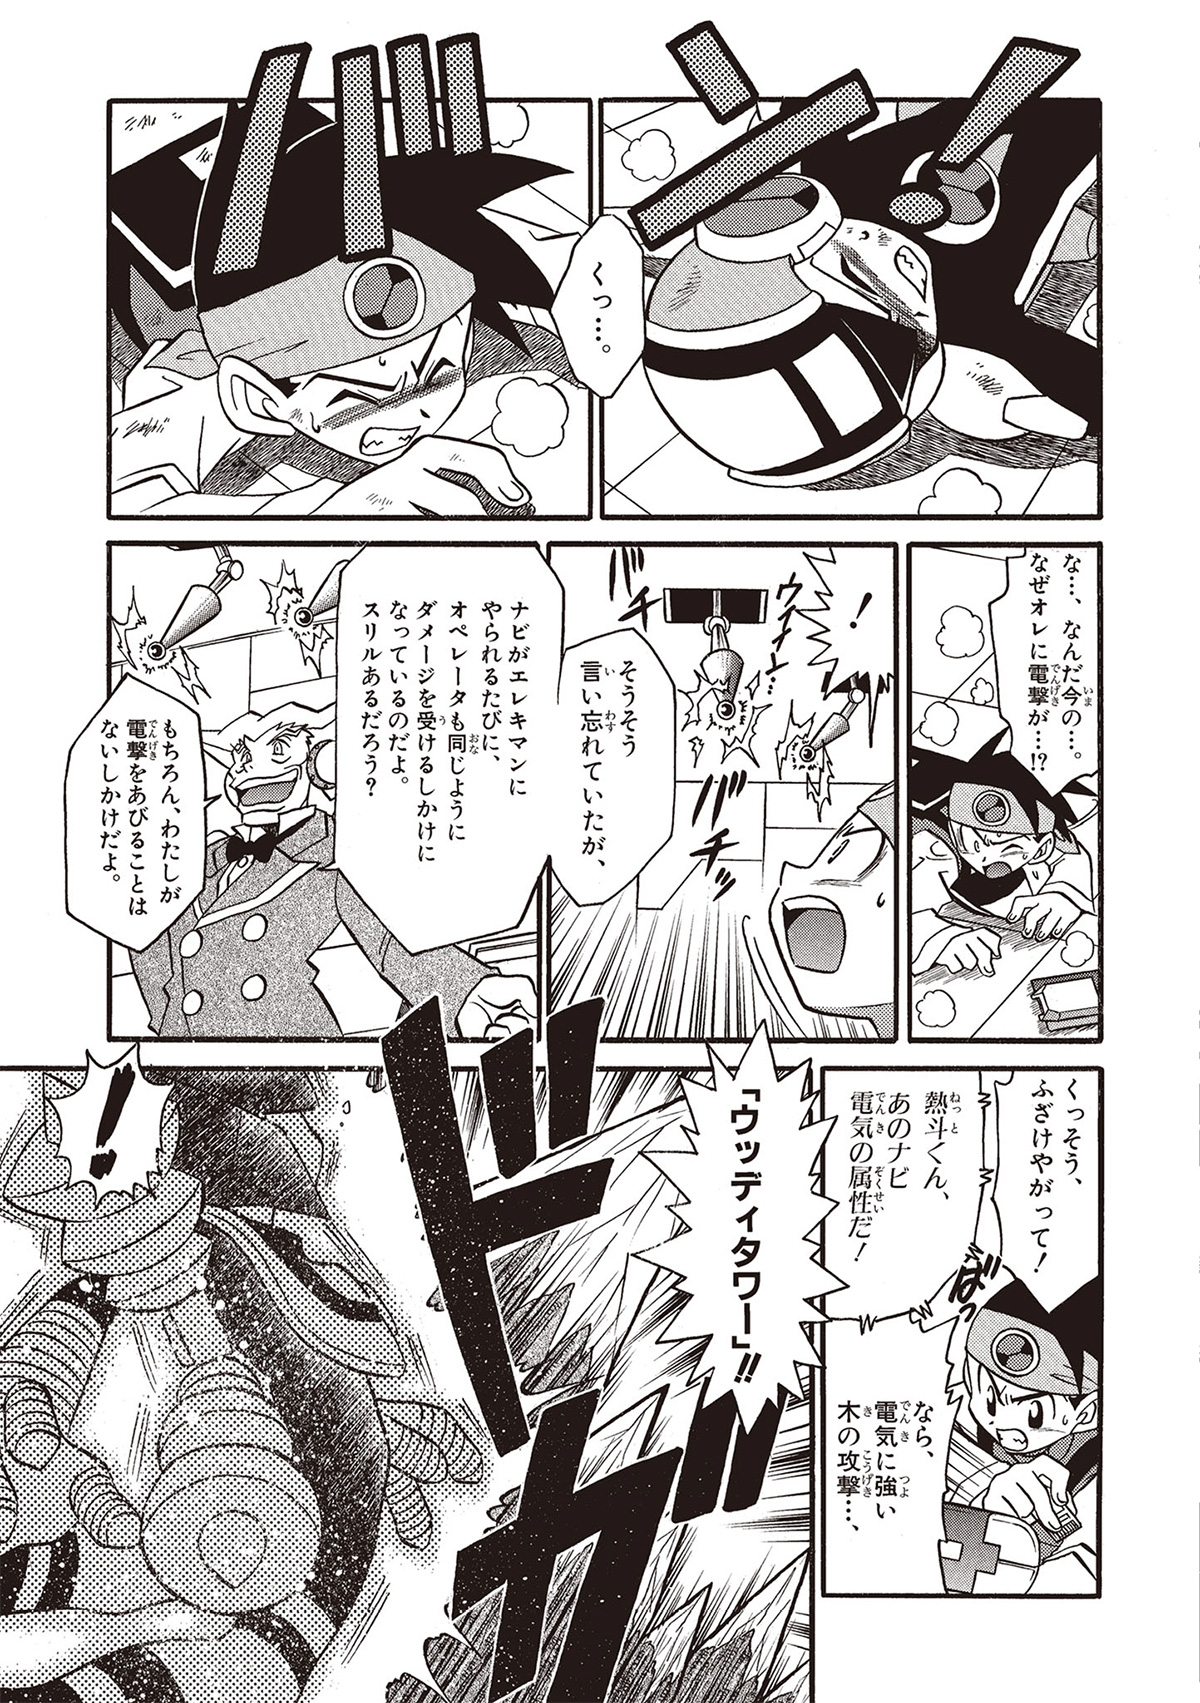 ズン!
ババババ
くっ…。
な…、なんだ今の…。
なぜオレに電撃が…!?
!
ウィーン
バチ
バチッ
そうそう
言い忘れていたが、
ナビがエレキマンに
やられるたびに、
オペレータも同じように
ダメージを受けるしかけに
なっているのだよ。
スリルあるだろう?
もちろん、わたしが
電撃をあびることは
ないしかけだよ。
くっそう、
ふざけやがって!
ばっ
熱斗くん、
あのナビ
電気の属性だ!
なら、
電気に強い
木の攻撃…、
「ウッディタワー」!!
ドドドド
!